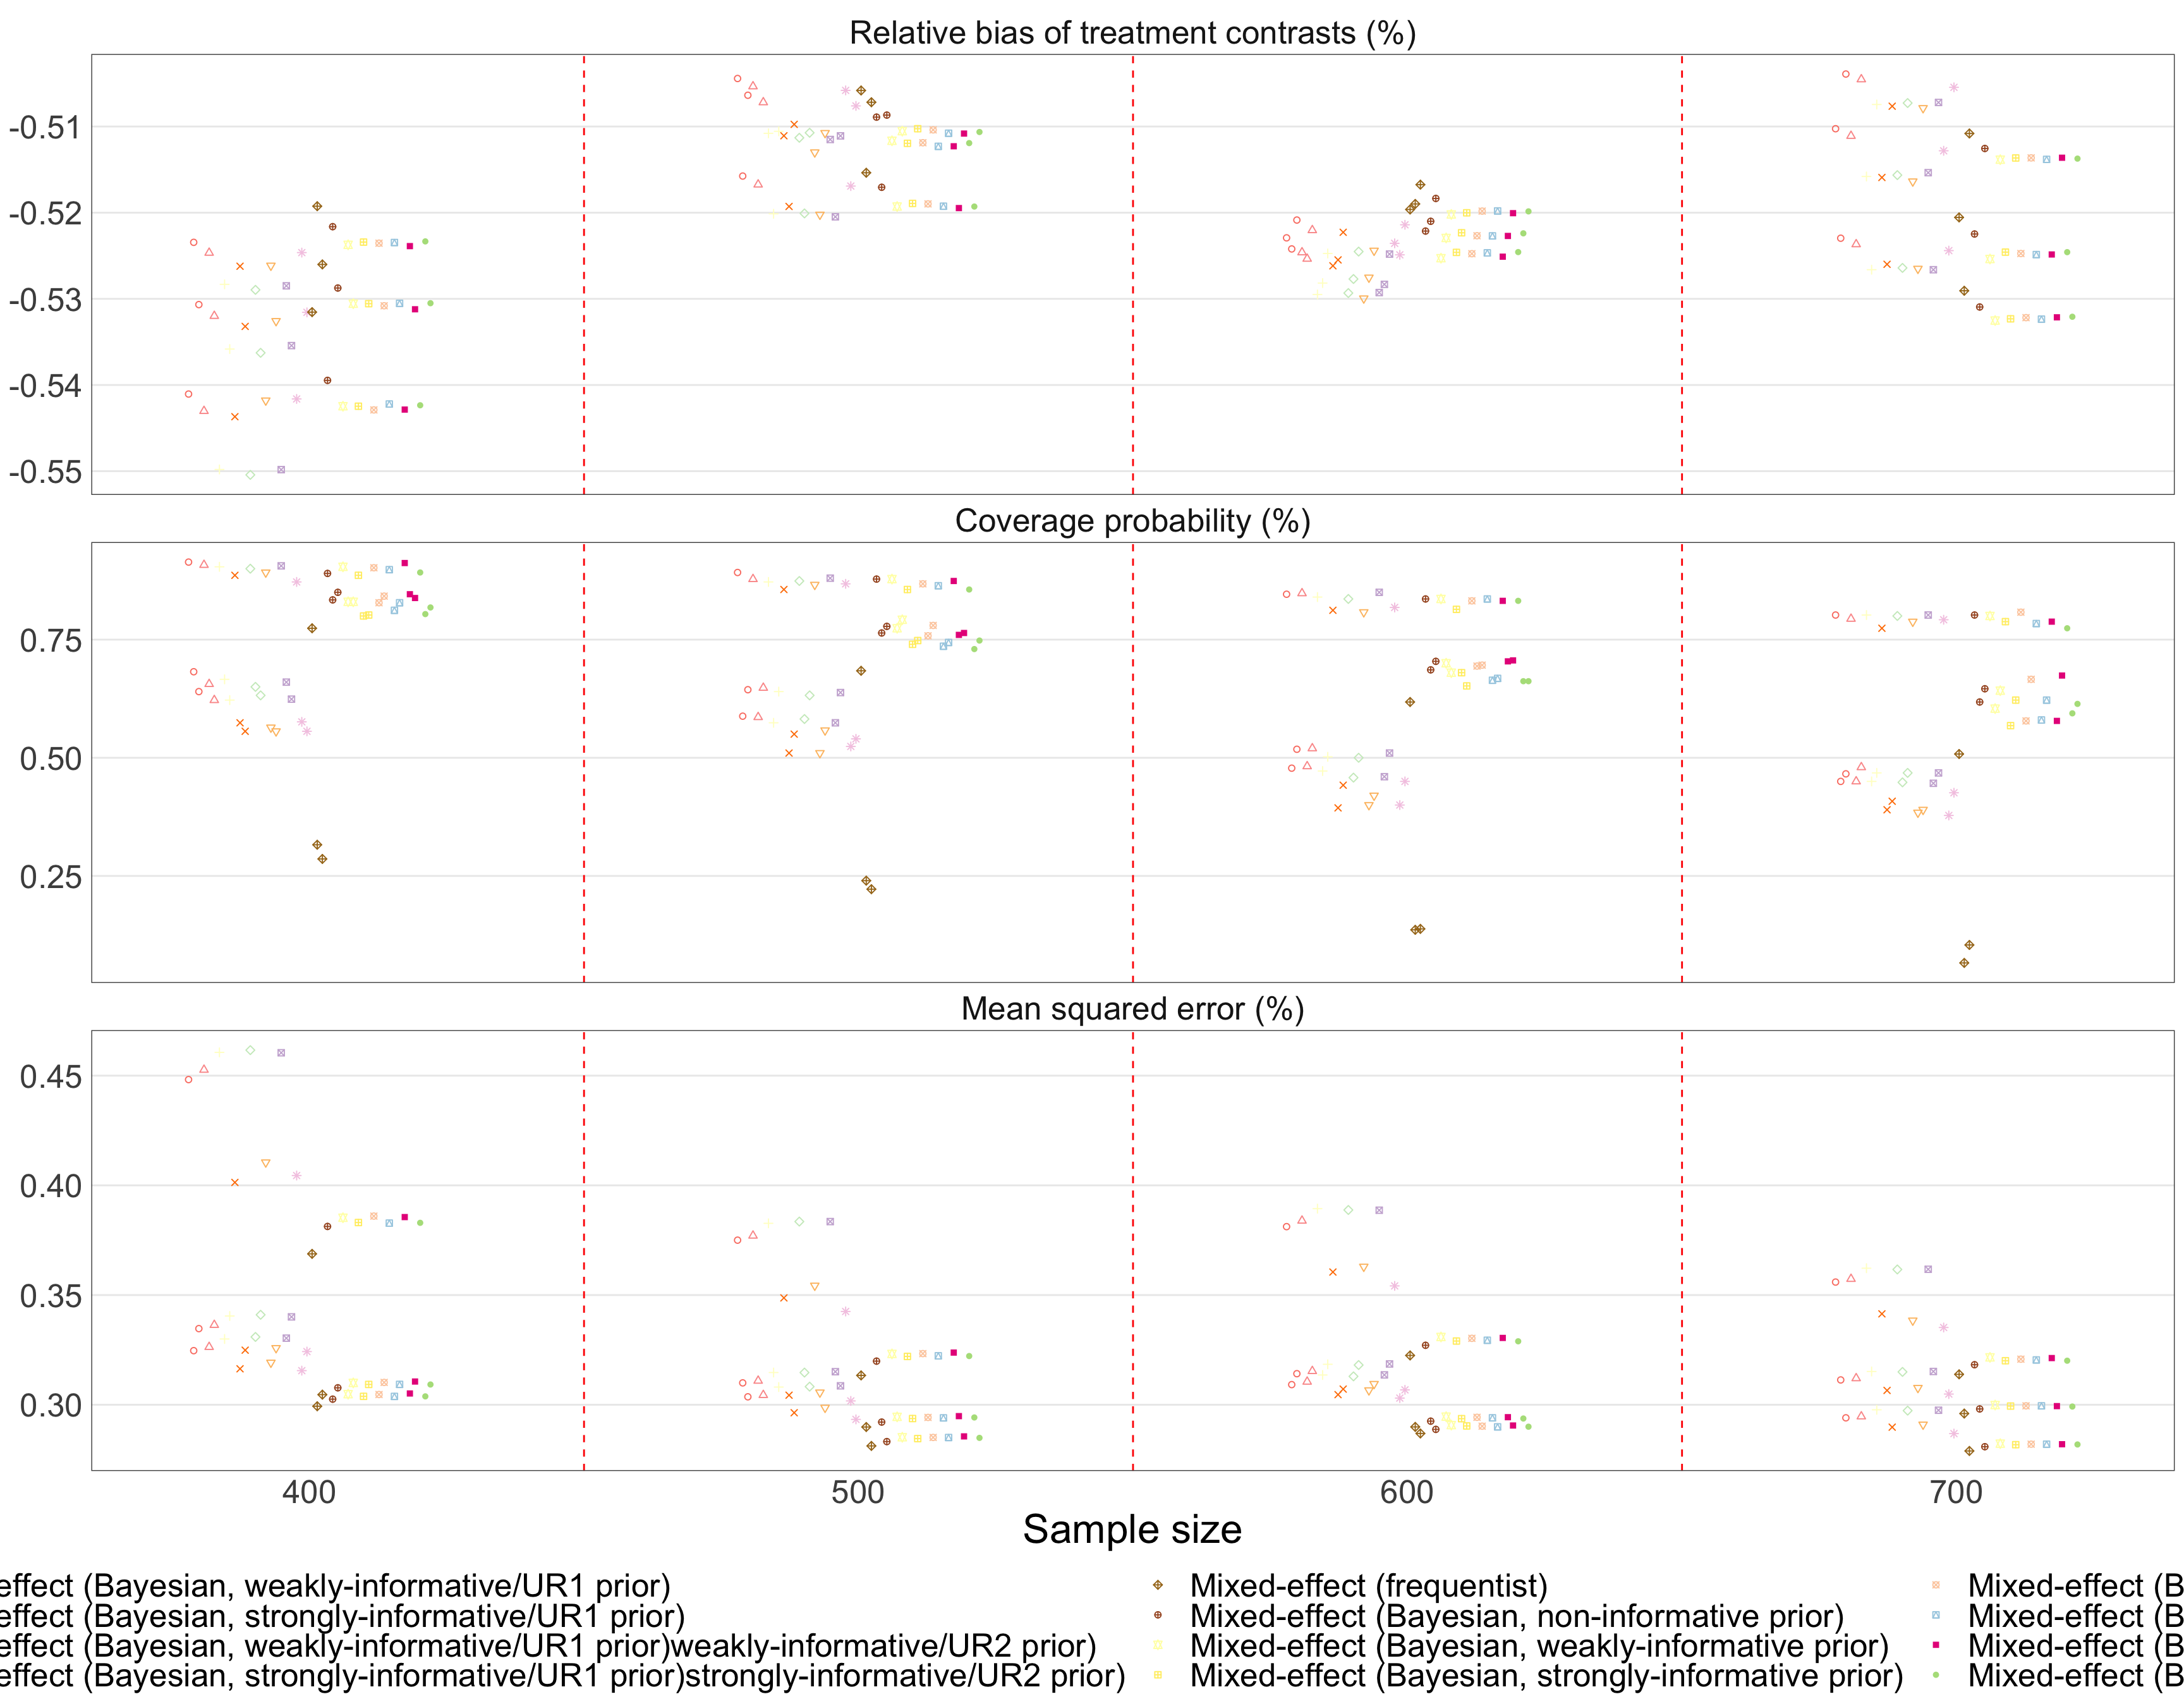 Relative bias of treatment contrasts (%)
-0.51
-0.52
-0.53
-0.54
-0.55
Coverage probability (%)
0.75
0.50
0.25
Mean squared error (%)
0.45
0.40
0.35
0.30
400 500 600 700
Sample size
effect (Bayesian, weakly-informative/UR1 prior) Mixed-effect (frequentist) Mixed-effect (B
effect (Bayesian, strongly-informative/UR1 prior) Mixed-effect (Bayesian, non-informative prior) Mixed-effect (B
effect (Bayesian, weakly-informative/UR1 prior)weakly-informative/UR2 prior) Mixed-effect (Bayesian, weakly-informative prior) Mixed-effect (B
effect (Bayesian, strongly-informative/UR1 prior)strongly-informative/UR2 prior) Mixed-effect (Bayesian, strongly-informative prior) Mixed-effect (B